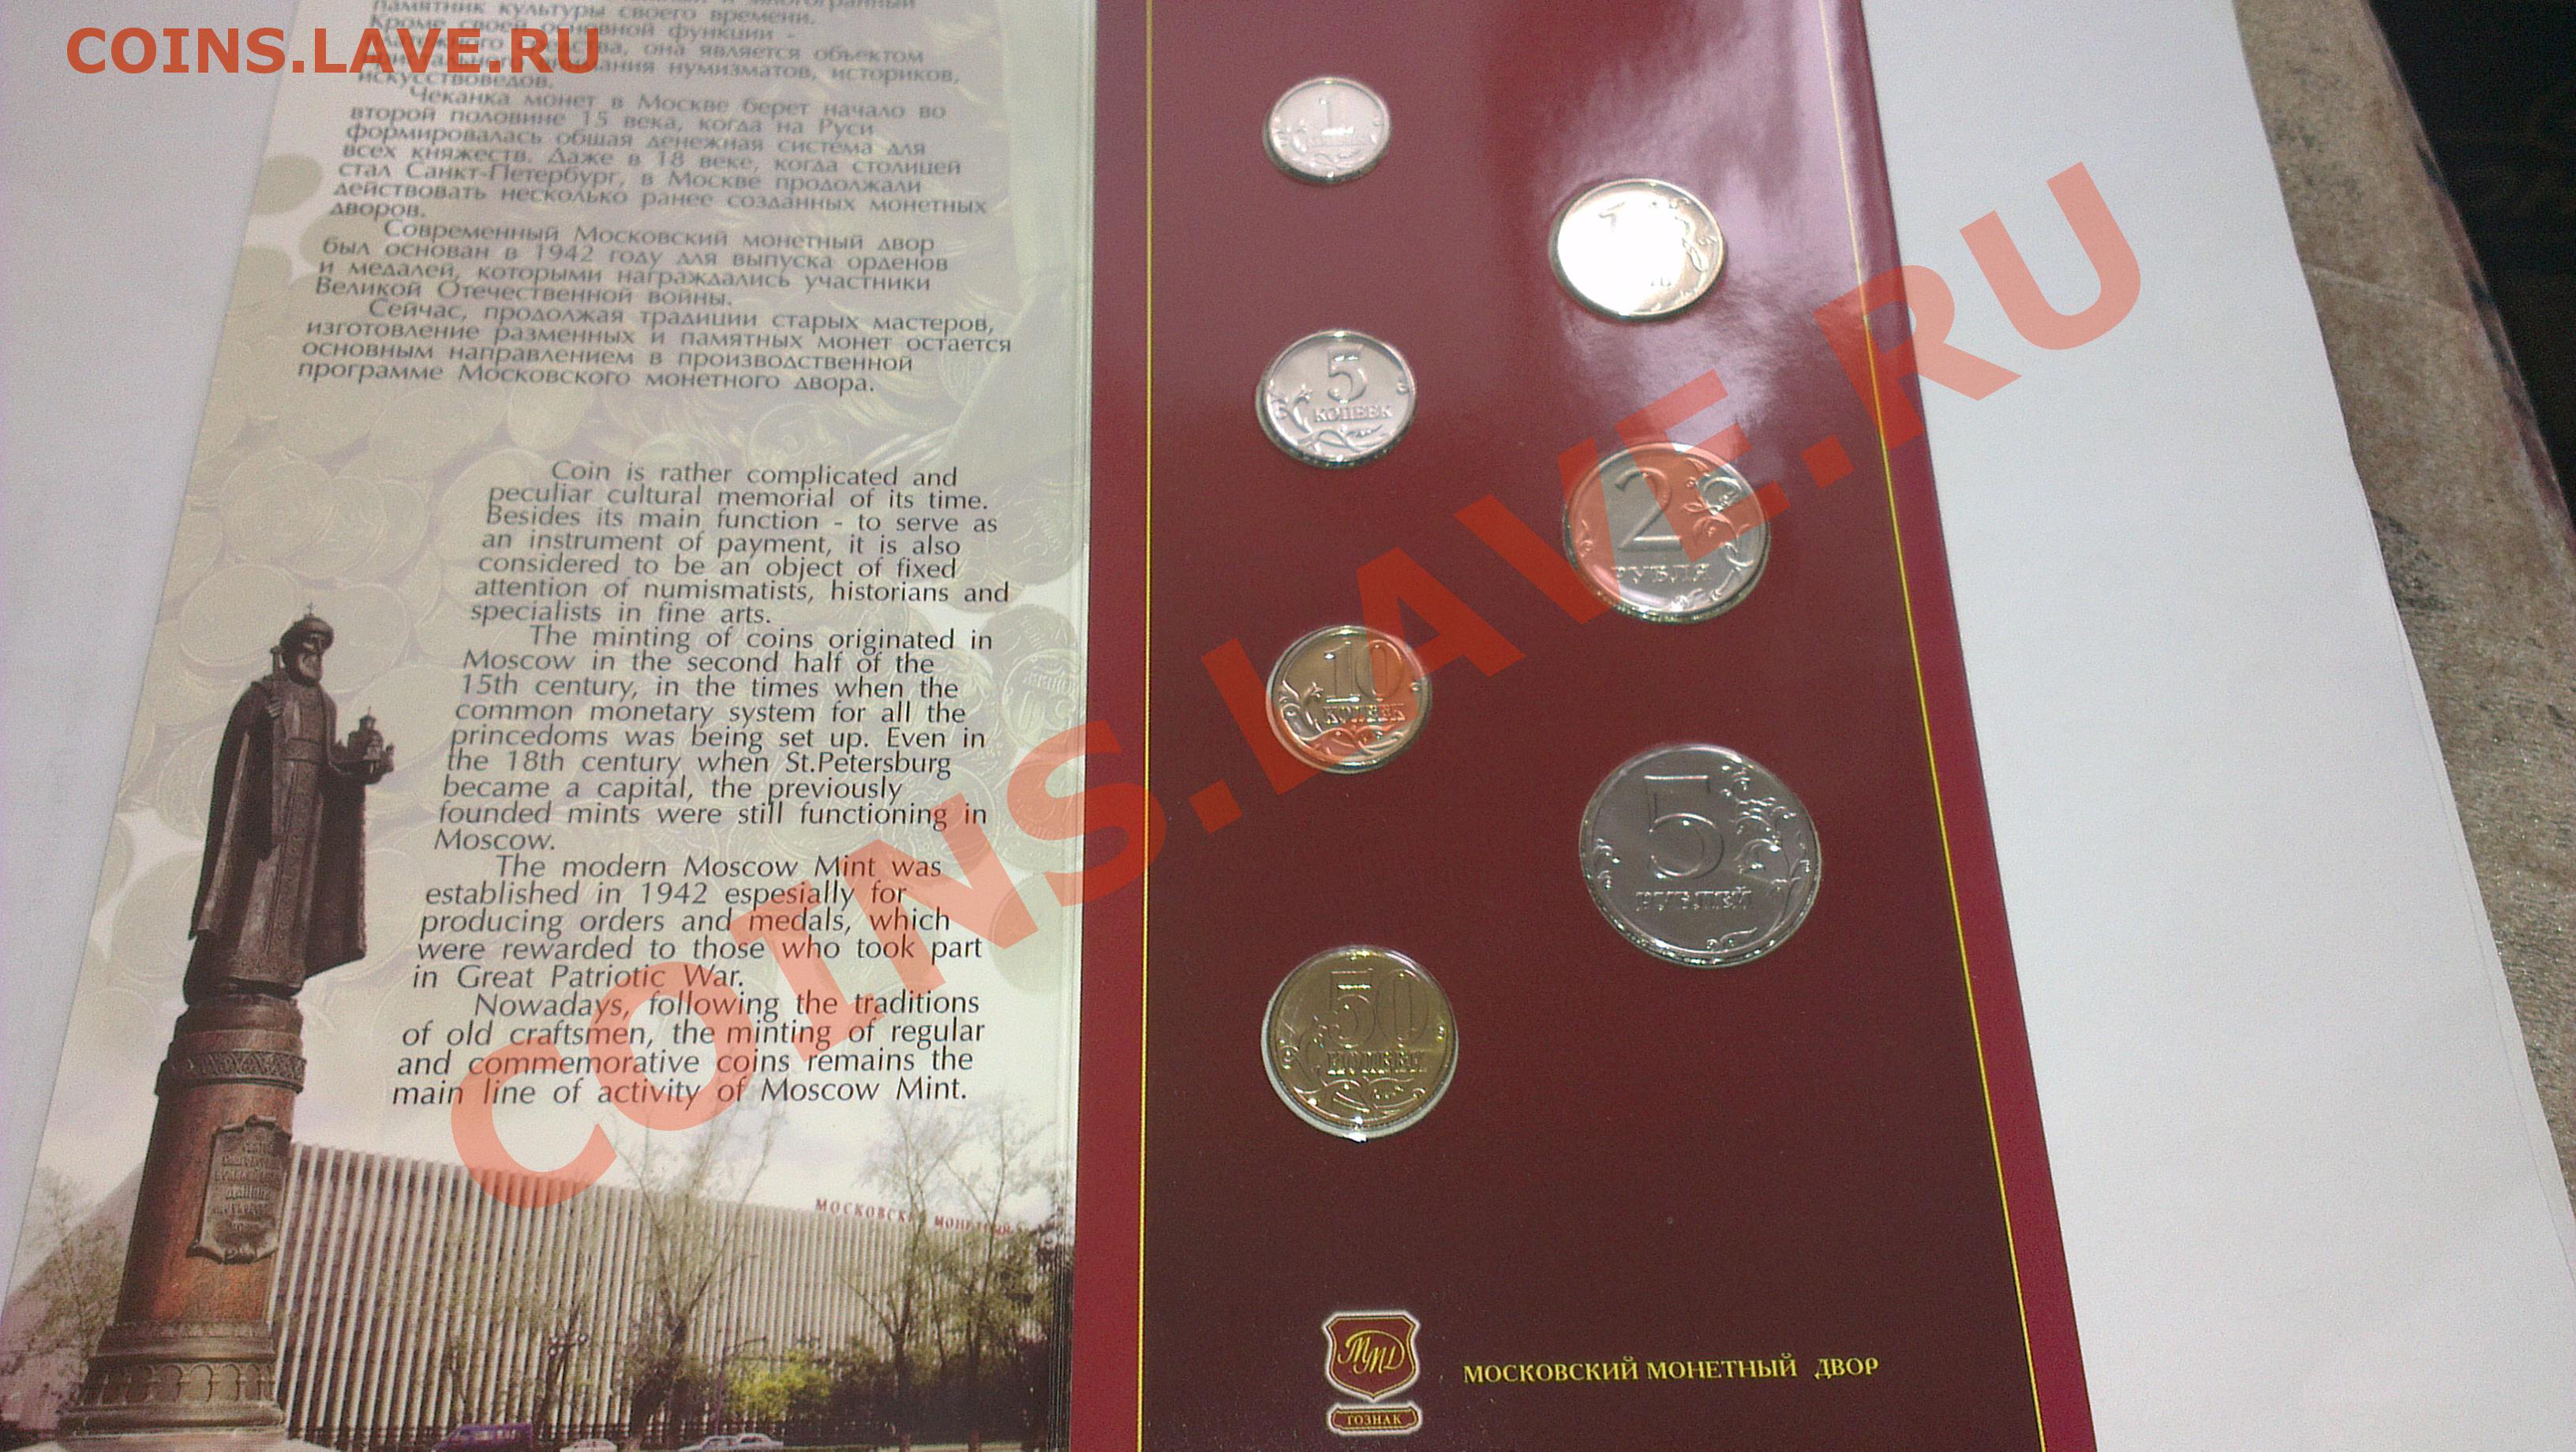 COINS.LAVE.RU
памятник культуры своего времени.
Кроме своей основной функции -
платежного средства, она является объектом
внимания нумизматов, историков,
искусствоведов.
Чеканка монет в Москве берет начало во
второй половине 15 века, когда на Руси
формировалась общая денежная система для
всех княжеств. Даже в 18 веке, когда столицей
стал Санкт-Петербург, в Москве продолжали
действовать несколько ранее созданных монетных
дворов.
Современный Московский монетный двор
был основан в 1942 году для выпуска орденов
и медалей, которыми награждались участники
Великой Отечественной войны.
Сейчас, продолжая традиции старых мастеров,
изготовление разменных и памятных монет остается
основным направлением в производственной
программе Московского монетного двора.
Coin is rather complicated and
peculiar cultural memorial of its time.
Besides its main function - to serve as
an instrument of payment, it is also
considered to be an object of fixed
attention of numismatists, historians and
specialists in fine arts.
The minting of coins originated in
Moscow in the second half of the
15th century, in the times when the
common monetary system for all the
princedoms was being set up. Even in
the 18th century when St.Petersburg
became a capital, the previously
founded mints were still functioning in
Moscow.
The modern Moscow Mint was
established in 1942 espesially for
producing orders and medals, which
were rewarded to those who took part
in Great Patriotic War.
Nowadays, following the traditions
of old craftsmen, the minting of regular
and commemorative coins remains the
main line of activity of Moscow Mint.
МОСКОВСКИЙ МОНЕТНЫЙ
1
1
5
КОПЕЕК
2
РУБЛЯ
10
КОПЕЕК
5
РУБЛЕЙ
50
КОПЕЕК
ММД
ГОЗНАК
МОСКОВСКИЙ МОНЕТНЫЙ ДВОР
COINS.LAVE.RU